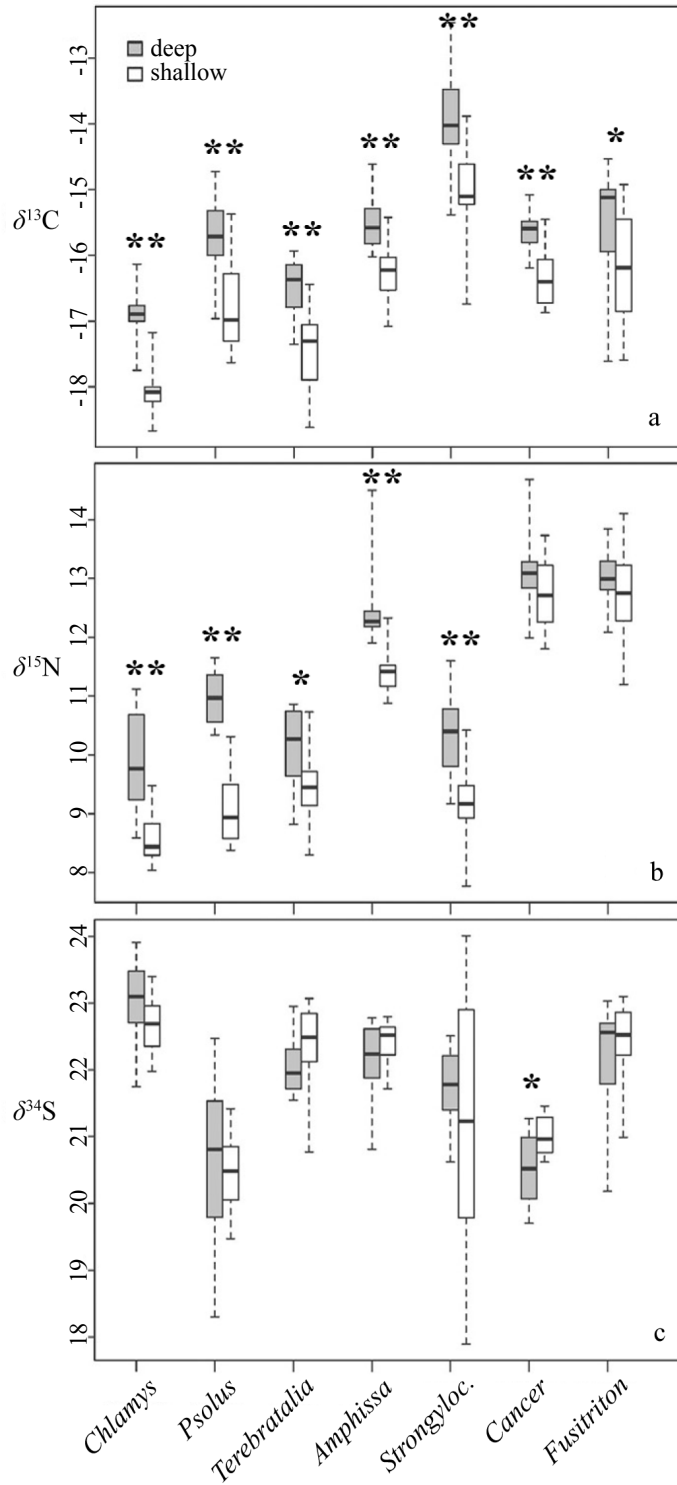 -13
deep
shallow
-14
-15
δ13C
-16
-17
-18
** ** ** ** ** ** *
a
14
13
12
δ15N
11
10
9
8
** ** * ** **
b
24
23
22
δ34S
21
20
19
18
*
c
Chlamys
Psolus
Terebratalia
Amphissa
Strongyloc.
Cancer
Fusitriton